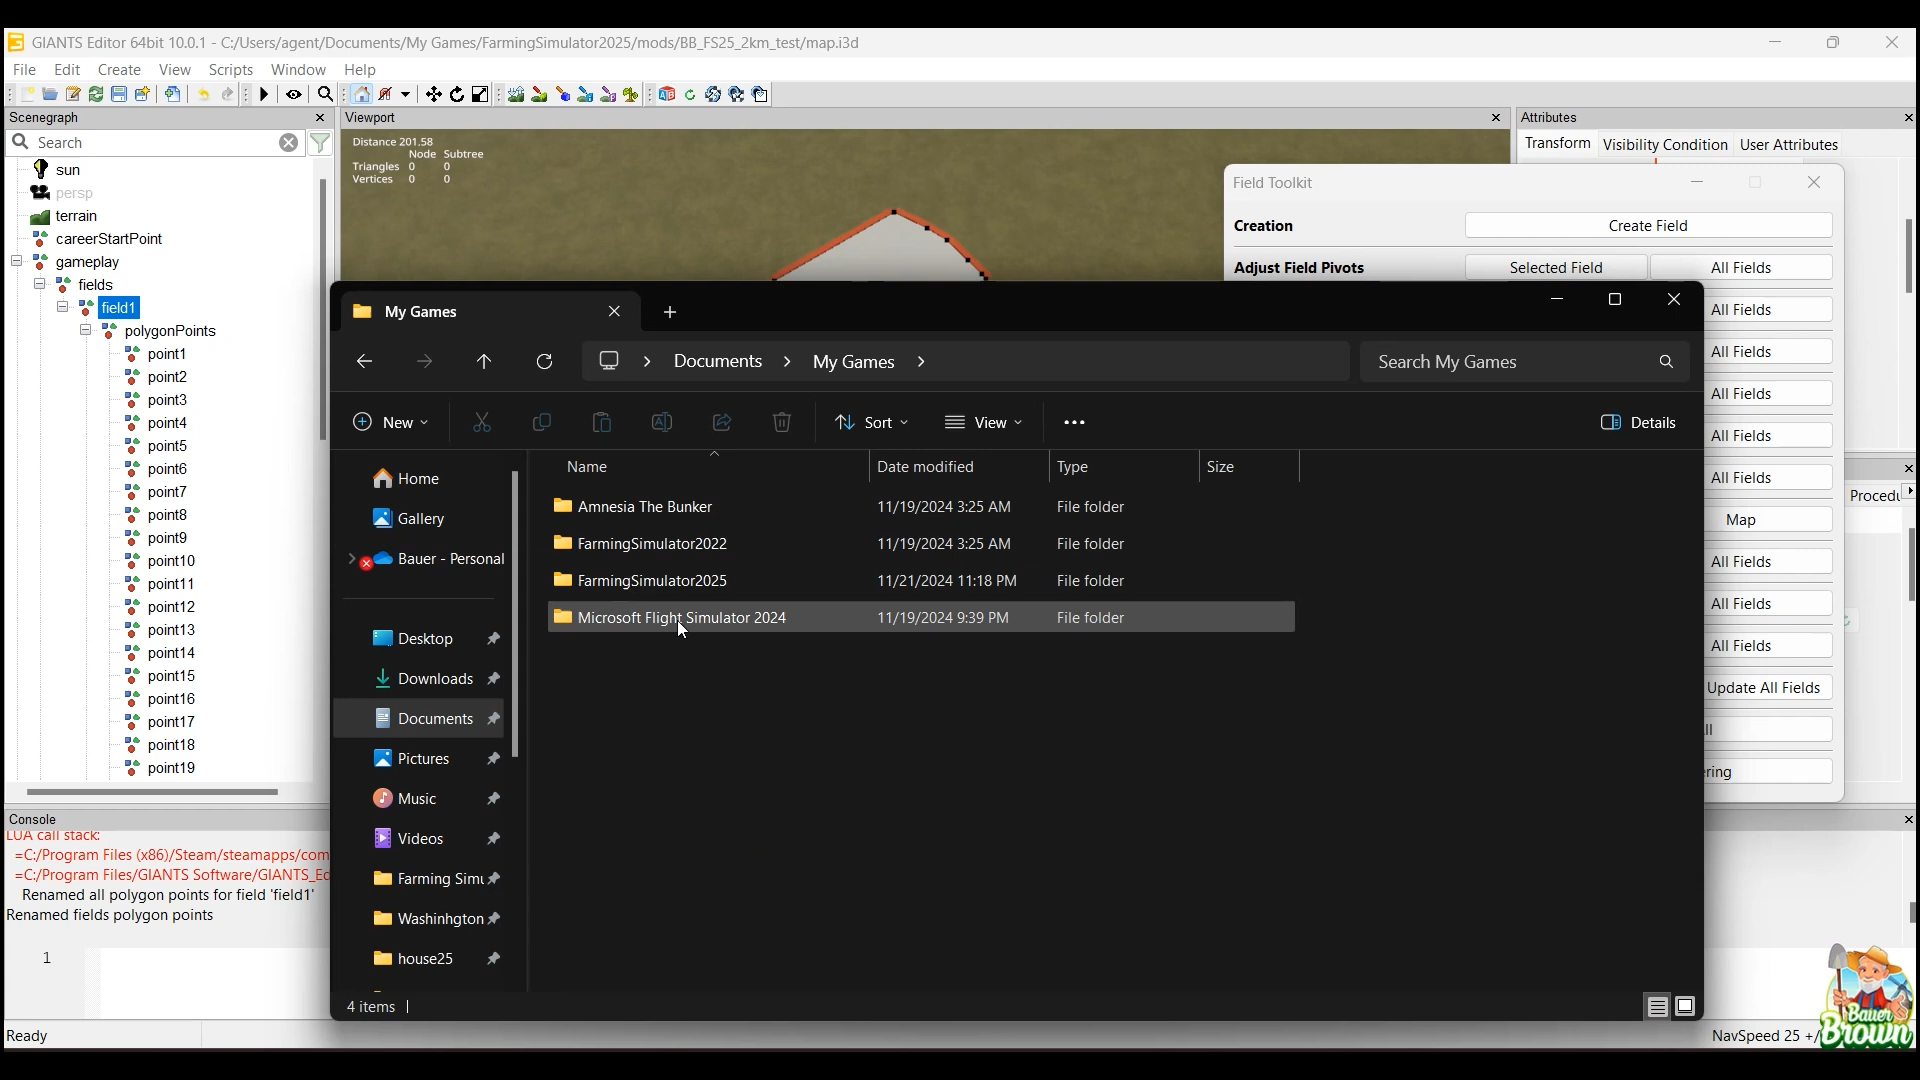 GIANTS Editor 64bit 10.0.1 - C:/Users/agent/Documents/My Games/FarmingSimulator2025/mods/BB_FS25_2km_test/map.i3d
File Edit Create View Scripts Window Help
Scenegraph
Search
sun
persp
terrain
careerStartPoint
gameplay
fields
field1
polygonPoints
point1
point2
point3
point4
point5
point6
point7
point8
point9
point10
point11
point12
point13
point14
point15
point16
point17
point18
point19
Viewport
Distance 201.58
Node Subtree
Triangles 0 0
Vertices 0 0
Attributes
Transform Visibility Condition User Attributes
Field Toolkit
Creation Create Field
Adjust Field Pivots Selected Field All Fields
All Fields
All Fields
All Fields
All Fields
All Fields
Map
All Fields
All Fields
All Fields
Update All Fields
ll
ering
Procedu
My Games
Documents My Games
Search My Games
New Sort View Details
Home
Gallery
Bauer - Personal
Desktop
Downloads
Documents
Pictures
Music
Videos
Farming Simu
Washinhgton
house25
Name Date modified Type Size
Amnesia The Bunker 11/19/2024 3:25 AM File folder
FarmingSimulator2022 11/19/2024 3:25 AM File folder
FarmingSimulator2025 11/21/2024 11:18 PM File folder
Microsoft Flight Simulator 2024 11/19/2024 9:39 PM File folder
4 items
Console
LUA call stack:
=C:/Program Files (x86)/Steam/steamapps/com
=C:/Program Files/GIANTS Software/GIANTS_Ed
Renamed all polygon points for field 'field1'
Renamed fields polygon points
1
Ready
NavSpeed 25 +/
Bauer
Brown